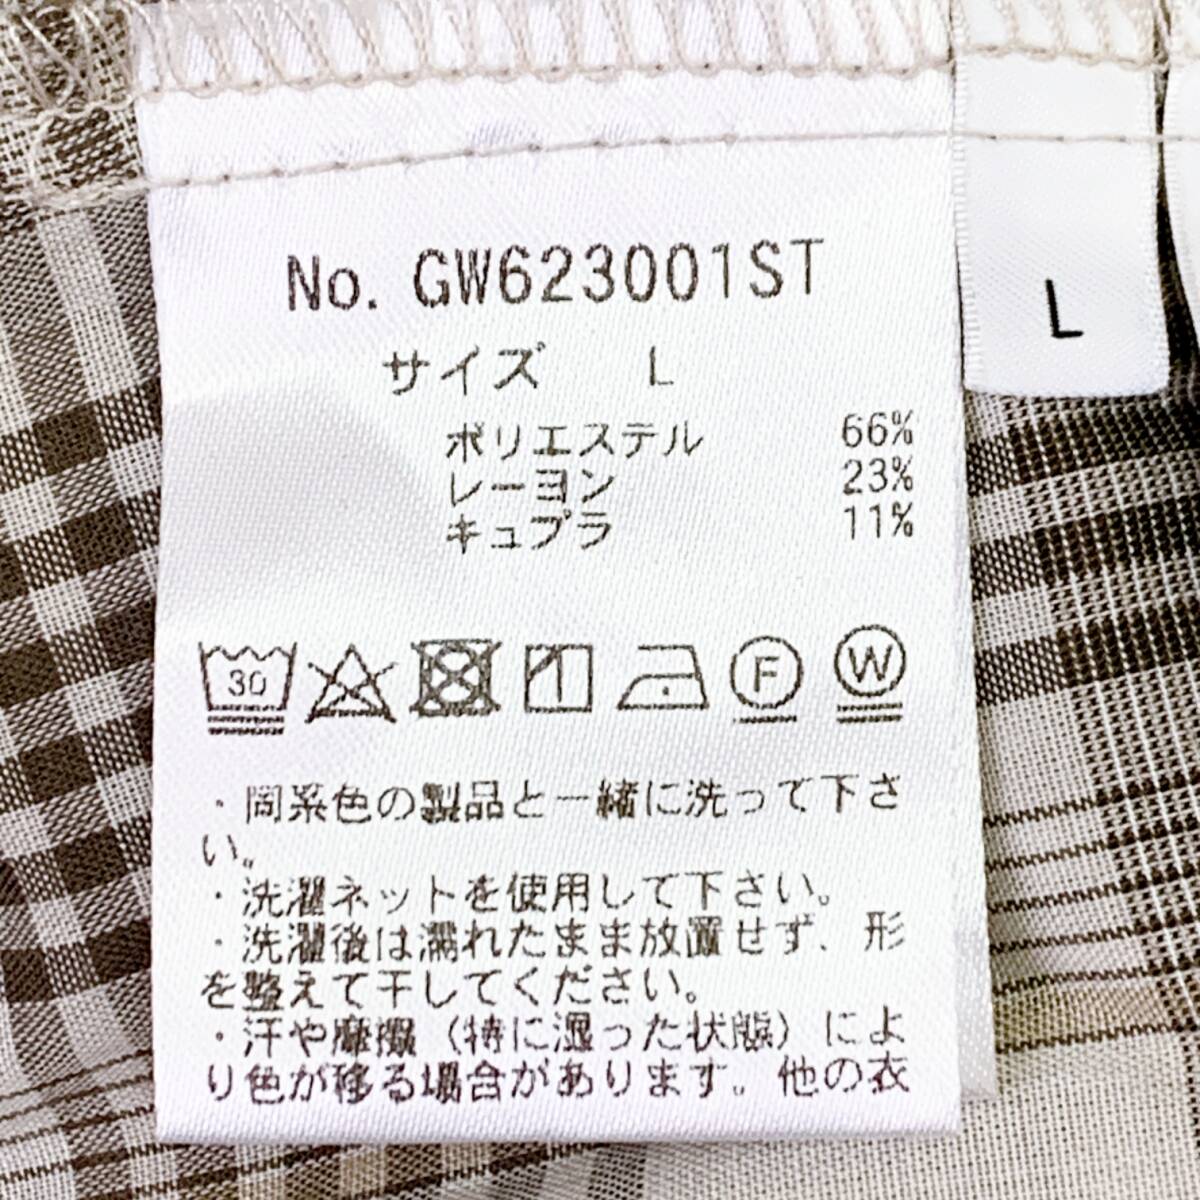 No. GW623001ST
サイズ L
ポリエステル 66%
レーヨン 23%
キュプラ 11%
30 F W
・同系色の製品と一緒に洗って下さ
い。
・洗濯ネットを使用して下さい。
・洗濯後は濡れたまま放置せず、形
を整えて干してください。
・汗や摩擦（特に湿った状態）によ
り色が移る場合があります。他の衣
L